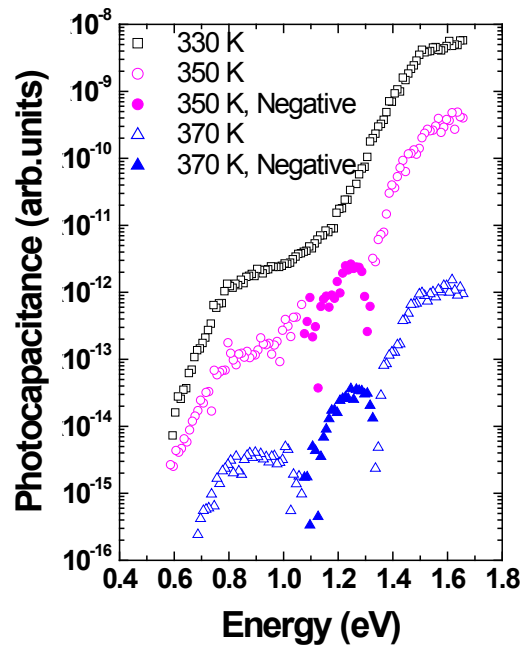 10⁻⁸
10⁻⁹
10⁻¹⁰
10⁻¹¹
10⁻¹²
10⁻¹³
10⁻¹⁴
10⁻¹⁵
10⁻¹⁶
Photocapacitance (arb.units)
330 K
350 K
350 K, Negative
370 K
370 K, Negative
0.4 0.6 0.8 1.0 1.2 1.4 1.6 1.8
Energy (eV)